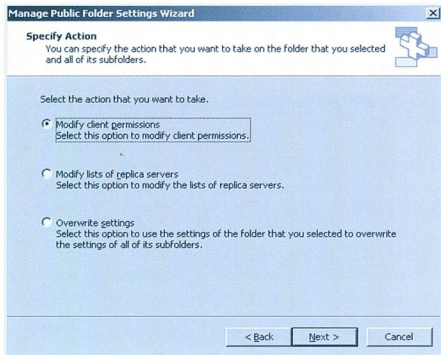 Manage Public Folder Settings Wizard
Specify Action
You can specify the action that you want to take on the folder that you selected
and all of its subfolders.
Select the action that you want to take.
Modify client permissions
Select this option to modify client permissions.
Modify lists of replica servers
Select this option to modify the lists of replica servers.
Overwrite settings
Select this option to use the settings of the folder that you selected to overwrite
the settings of all of its subfolders.
< Back Next > Cancel